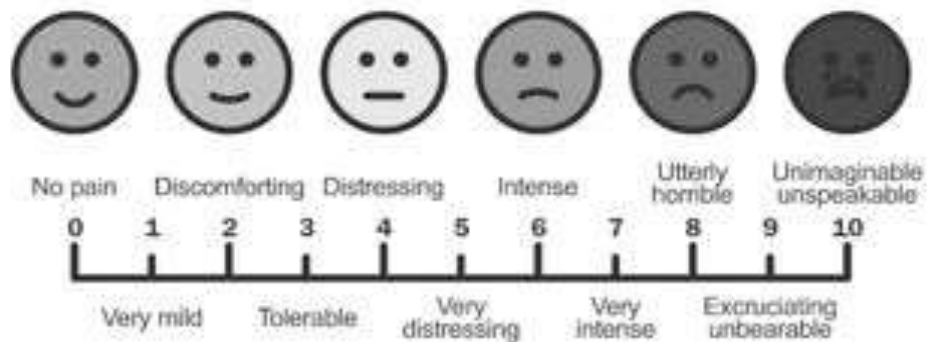 No pain Discomforting Distressing Intense Utterly horrible Unimaginable unspeakable
0 1 2 3 4 5 6 7 8 9 10
Very mild Tolerable Very distressing Very intense Excruciating unbearable